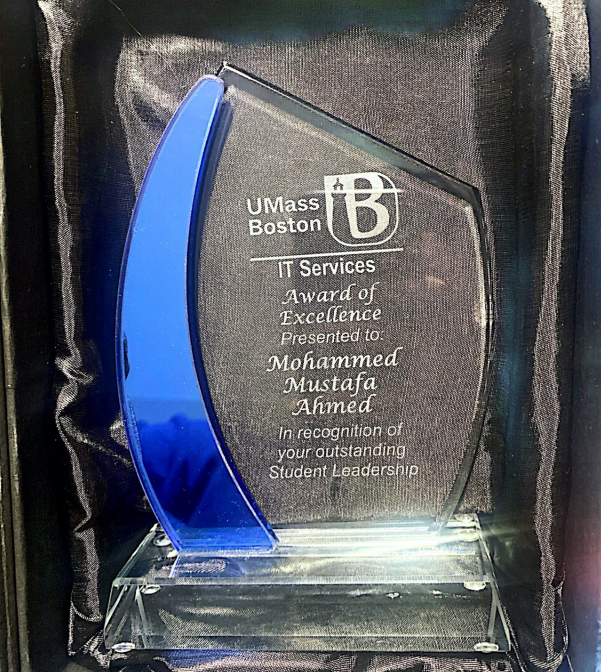 UMass
Boston
B
IT Services
Award of
Excellence
Presented to:
Mohammed
Mustafa
Ahmed
In recognition of
your outstanding
Student Leadership